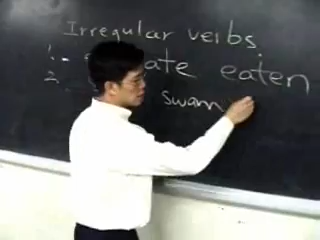 Irregular verbs.
1. ate eaten
2. swam